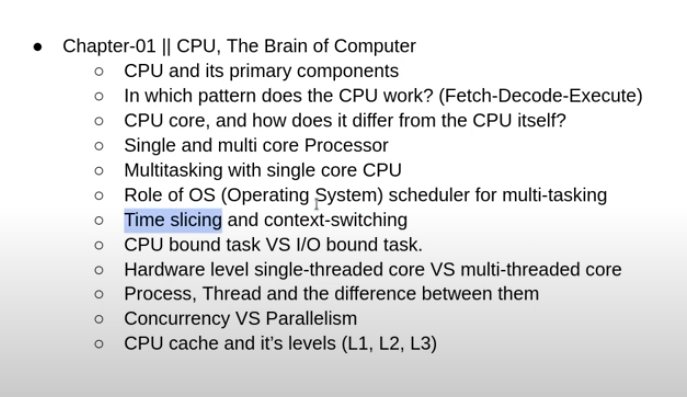 ● Chapter-01 || CPU, The Brain of Computer
○ CPU and its primary components
○ In which pattern does the CPU work? (Fetch-Decode-Execute)
○ CPU core, and how does it differ from the CPU itself?
○ Single and multi core Processor
○ Multitasking with single core CPU
○ Role of OS (Operating System) scheduler for multi-tasking
○ Time slicing and context-switching
○ CPU bound task VS I/O bound task.
○ Hardware level single-threaded core VS multi-threaded core
○ Process, Thread and the difference between them
○ Concurrency VS Parallelism
○ CPU cache and it’s levels (L1, L2, L3)